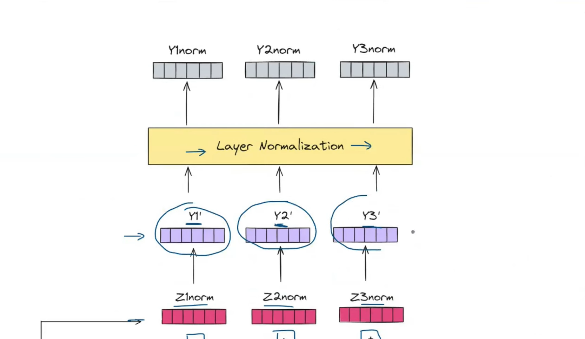 Y1norm Y2norm Y3norm
Layer Normalization
Y1' Y2' Y3'
Z1norm Z2norm Z3norm